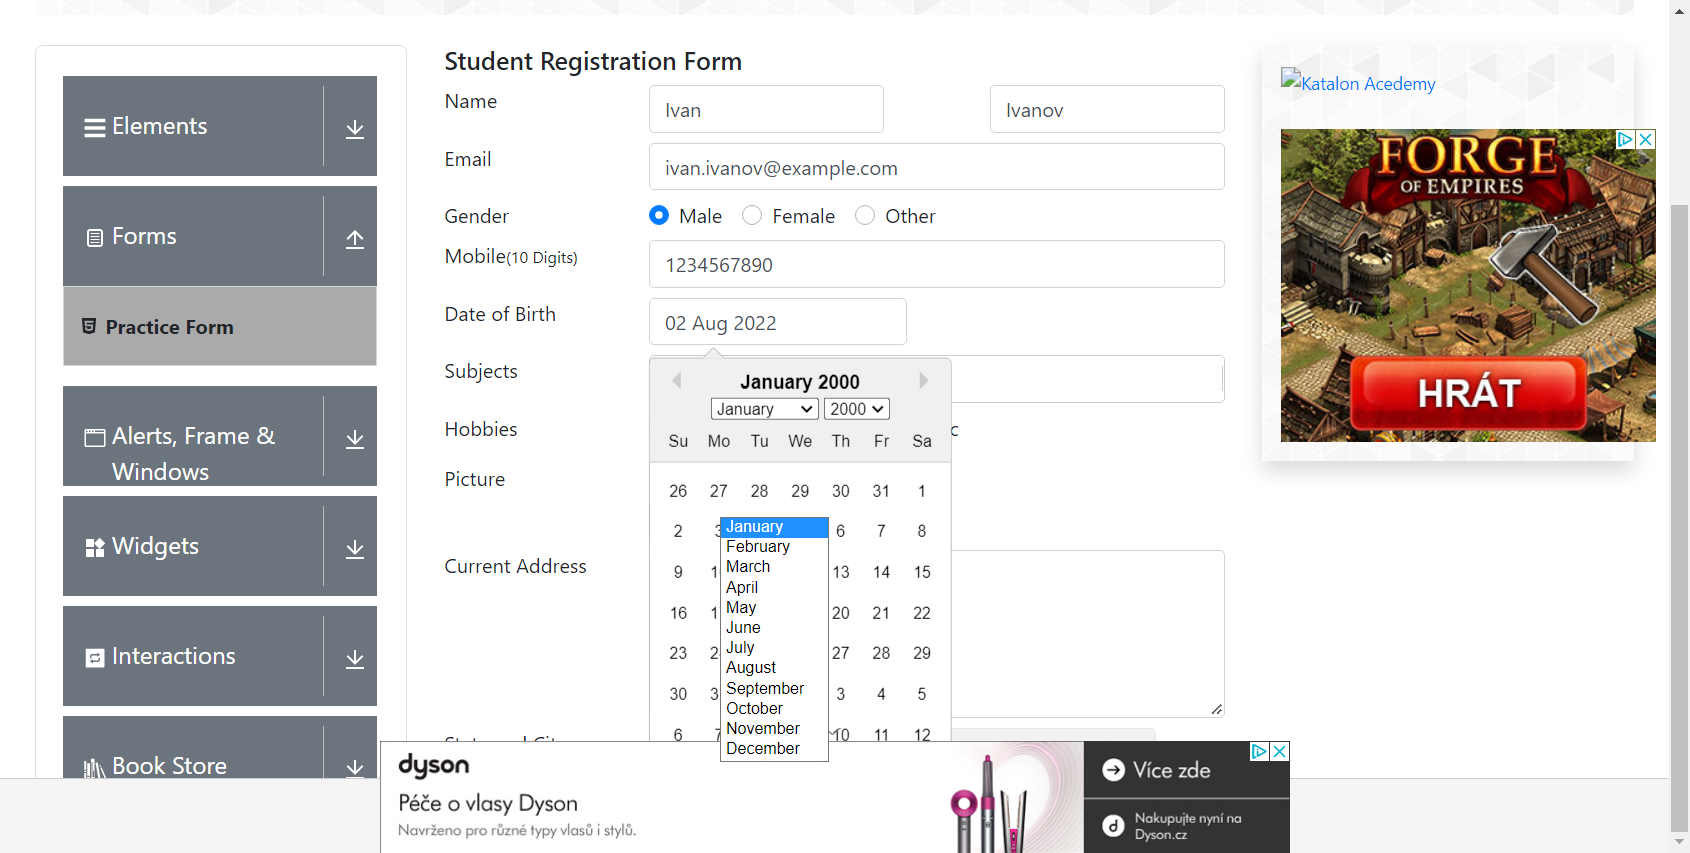 Elements
Forms
Practice Form
Alerts, Frame &
Windows
Widgets
Interactions
Book Store
Student Registration Form
Name
Ivan
Ivanov
Email
ivan.ivanov@example.com
Gender
Male
Female
Other
Mobile(10 Digits)
1234567890
Date of Birth
02 Aug 2022
Subjects
Hobbies
Picture
Current Address
January 2000
January 2000
Su Mo Tu We Th Fr Sa
26 27 28 29 30 31 1
2 6 7 8
9 13 14 15
16 20 21 22
23 27 28 29
30 3 4 5
6 10 11 12
January
February
March
April
May
June
July
August
September
October
November
December
Katalon Acedemy
FORGE
OF EMPIRES
HRÁT
dyson
Péče o vlasy Dyson
Navrženo pro různé typy vlasů i stylů.
Více zde
Nakupujte nyní na
Dyson.cz